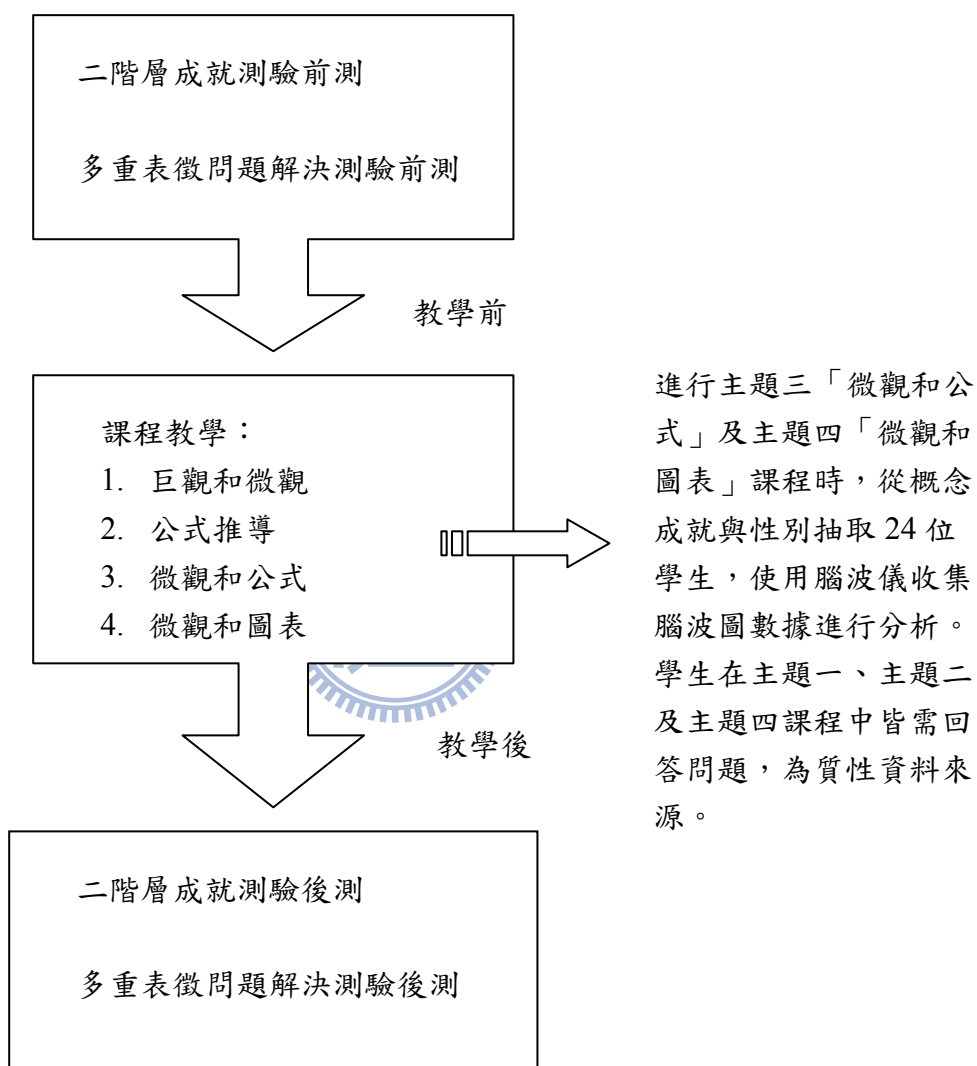 二階層成就測驗前測
多重表徵問題解決測驗前測
教學前
課程教學：
1. 巨觀和微觀
2. 公式推導
3. 微觀和公式
4. 微觀和圖表
進行主題三「微觀和公
式」及主題四「微觀和
圖表」課程時，從概念
成就與性別抽取 24 位
學生，使用腦波儀收集
腦波圖數據進行分析。
學生在主題一、主題二
及主題四課程中皆需回
答問題，為質性資料來
源。
教學後
二階層成就測驗後測
多重表徵問題解決測驗後測